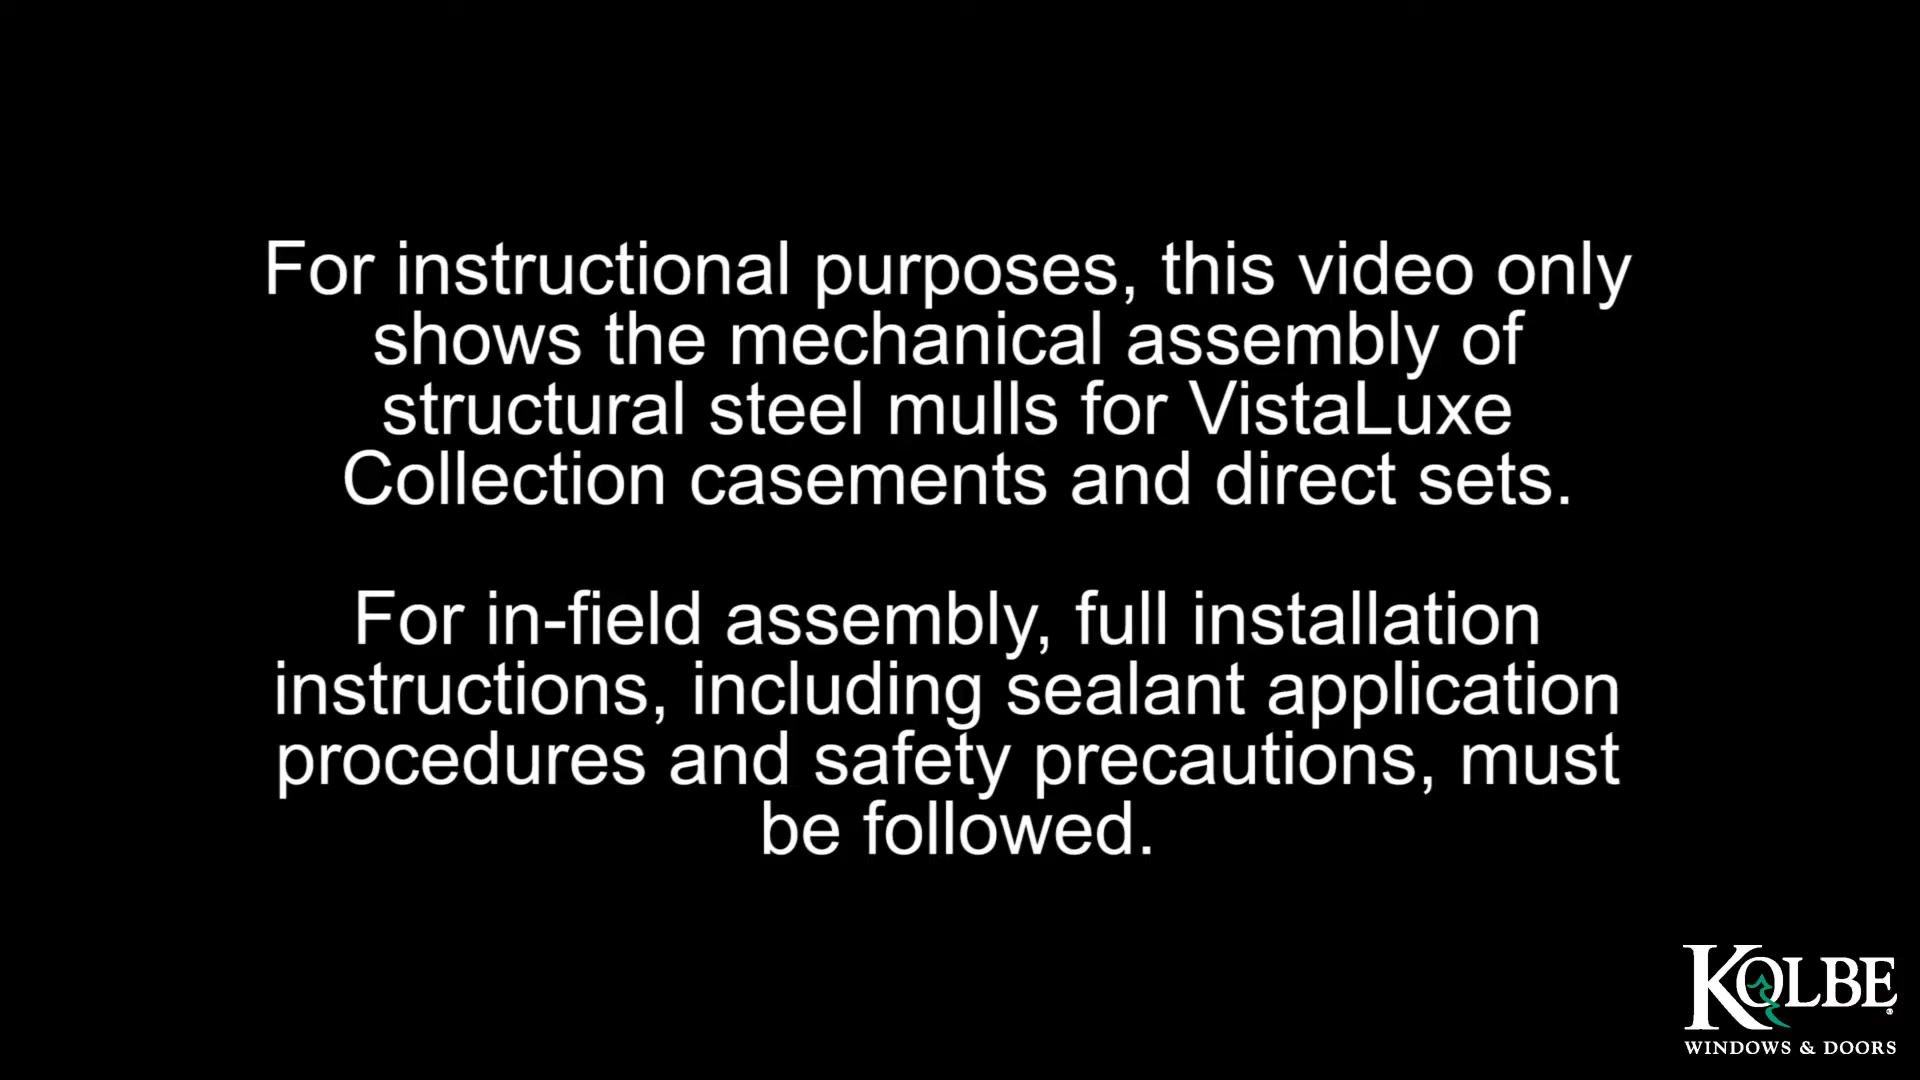 For instructional purposes, this video only
shows the mechanical assembly of
structural steel mulls for VistaLuxe
Collection casements and direct sets.
For in-field assembly, full installation
instructions, including sealant application
procedures and safety precautions, must
be followed.
KOLBE®
WINDOWS & DOORS